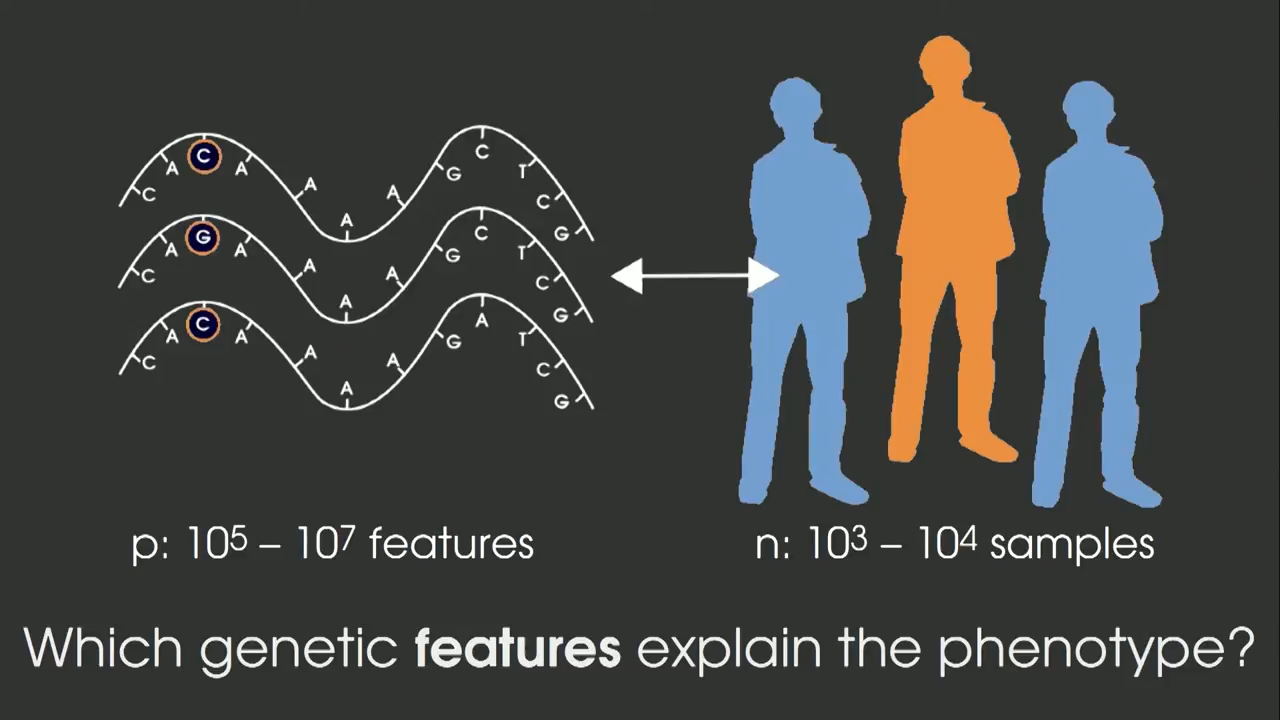 C A C A A A A G C T C G
C A G A A A A G C T C G
C A C A A A A G A T C G
p: 10⁵ – 10⁷ features
n: 10³ – 10⁴ samples
Which genetic features explain the phenotype?